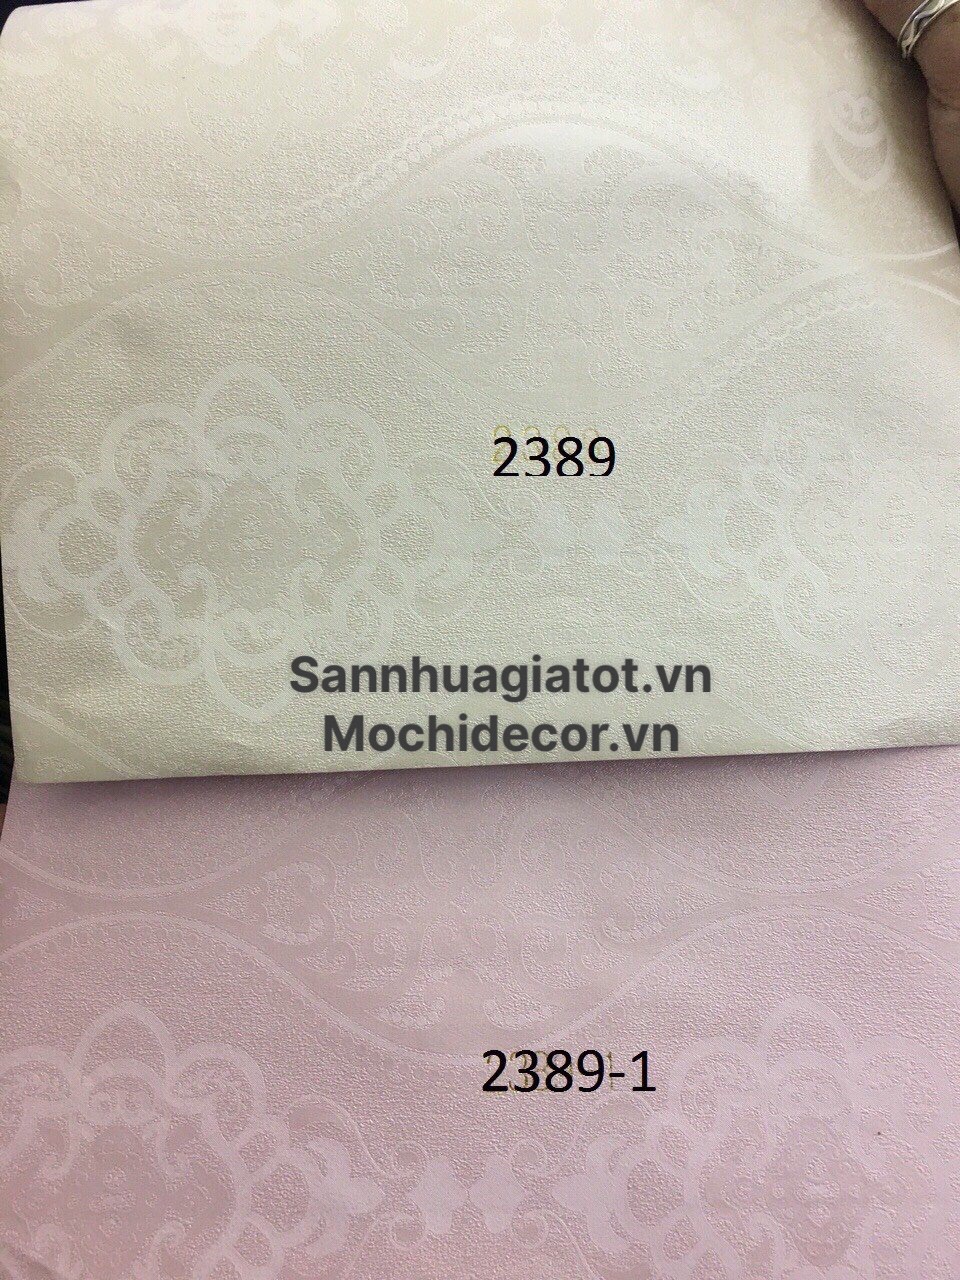 2389
Sannhuagiatot.vn
Mochidecor.vn
2389-1